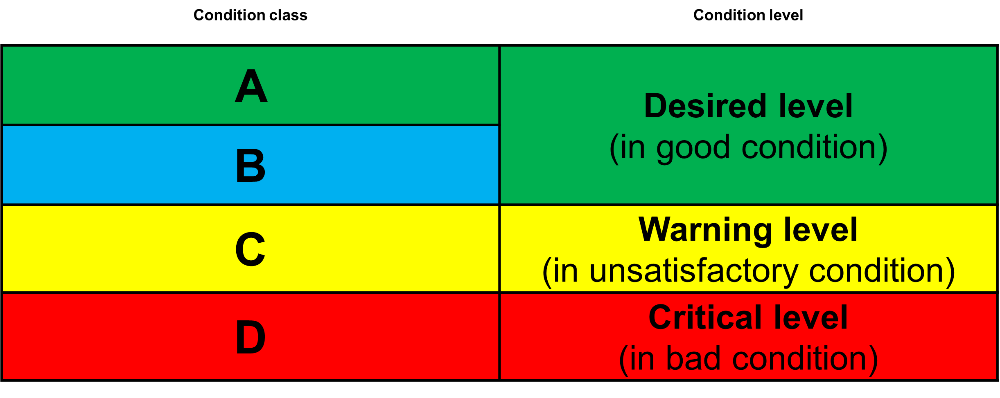 Condition class
Condition level
A
Desired level
(in good condition)
B
C
Warning level
(in unsatisfactory condition)
D
Critical level
(in bad condition)